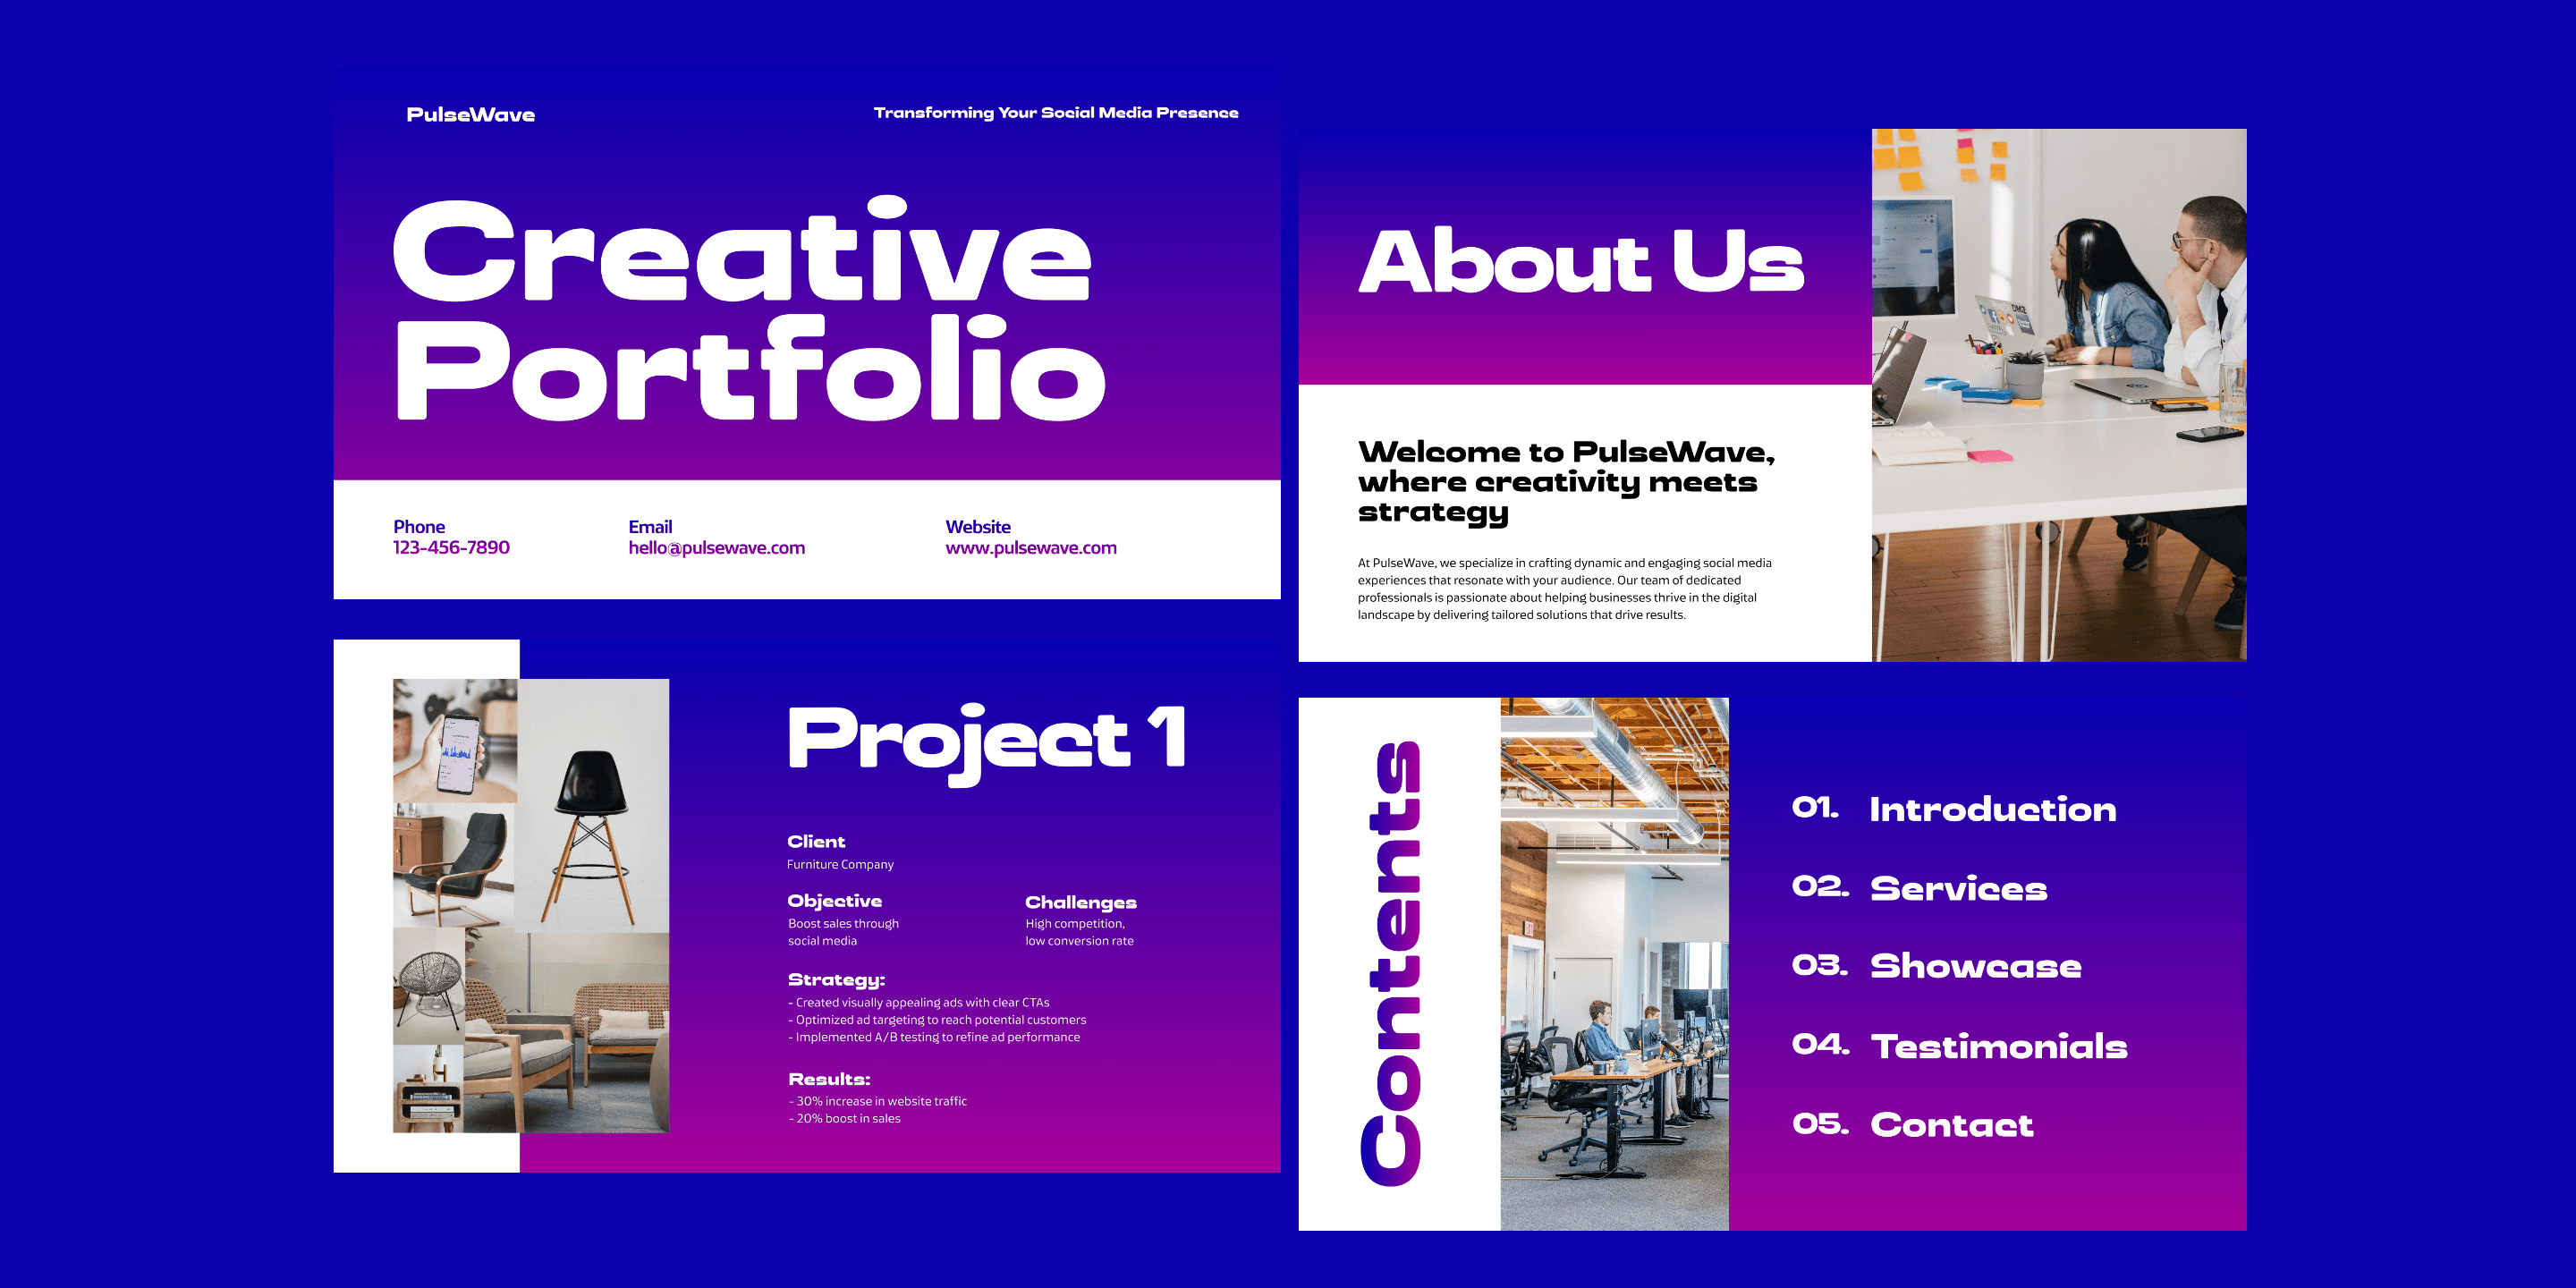 PulseWave
Transforming Your Social Media Presence
Creative
Portfolio
Phone
123-456-7890
Email
hello@pulsewave.com
Website
www.pulsewave.com
About Us
Welcome to PulseWave,
where creativity meets
strategy
At PulseWave, we specialize in crafting dynamic and engaging social media
experiences that resonate with your audience. Our team of dedicated
professionals is passionate about helping businesses thrive in the digital
landscape by delivering tailored solutions that drive results.
Project 1
Client
Furniture Company
Objective
Boost sales through
social media
Challenges
High competition,
low conversion rate
Strategy:
- Created visually appealing ads with clear CTAs
- Optimized ad targeting to reach potential customers
- Implemented A/B testing to refine ad performance
Results:
- 30% increase in website traffic
- 20% boost in sales
Contents
01. Introduction
02. Services
03. Showcase
04. Testimonials
05. Contact